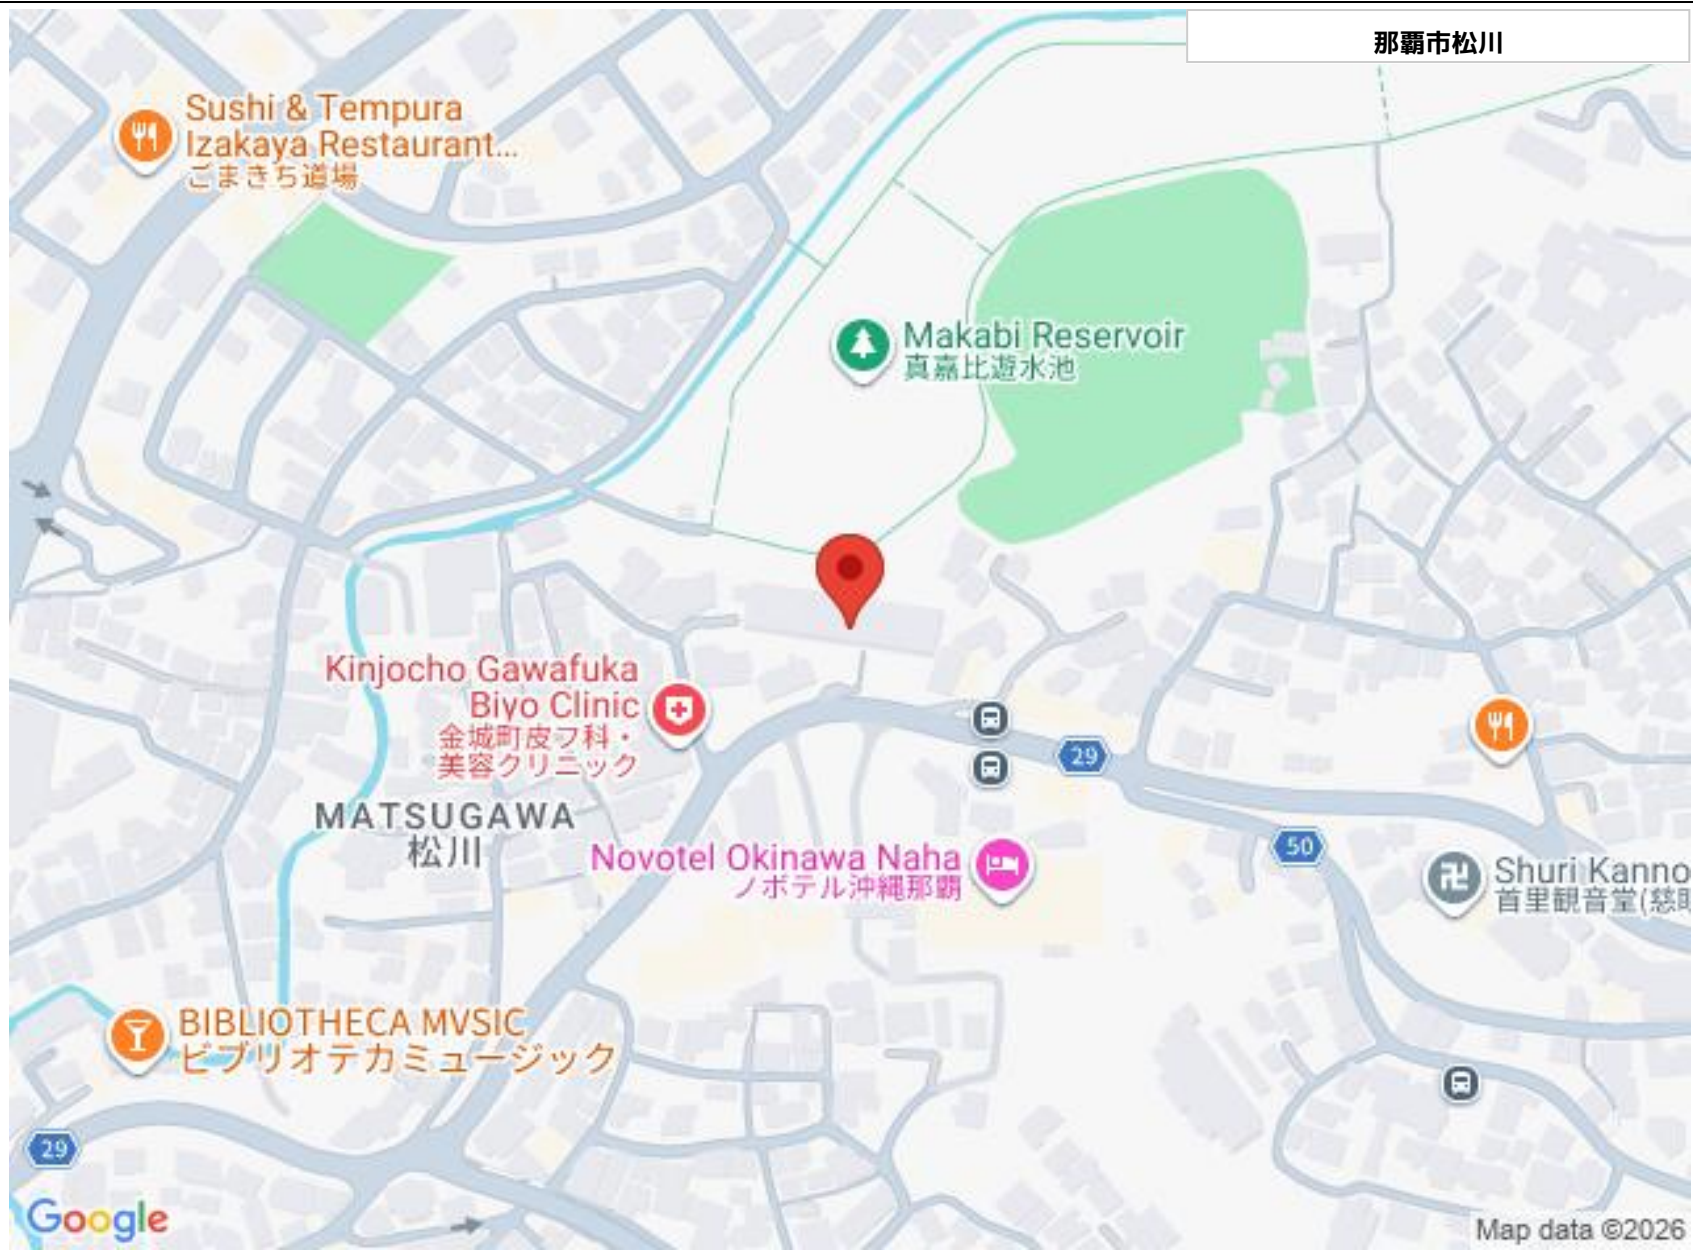 那覇市松川
Sushi & Tempura
Izakaya Restaurant...
ごまきち道場
Makabi Reservoir
真嘉比遊水池
Kinjocho Gawafuka
Biyo Clinic
金城町皮フ科・
美容クリニック
29
MATSUGAWA
松川
50
Novotel Okinawa Naha
ノボテル沖縄那覇
Shuri Kanno
首里観音堂(慈眼
BIBLIOTHECA MVSIC
ビブリオテカミュージック
29
Google
Map data ©2026